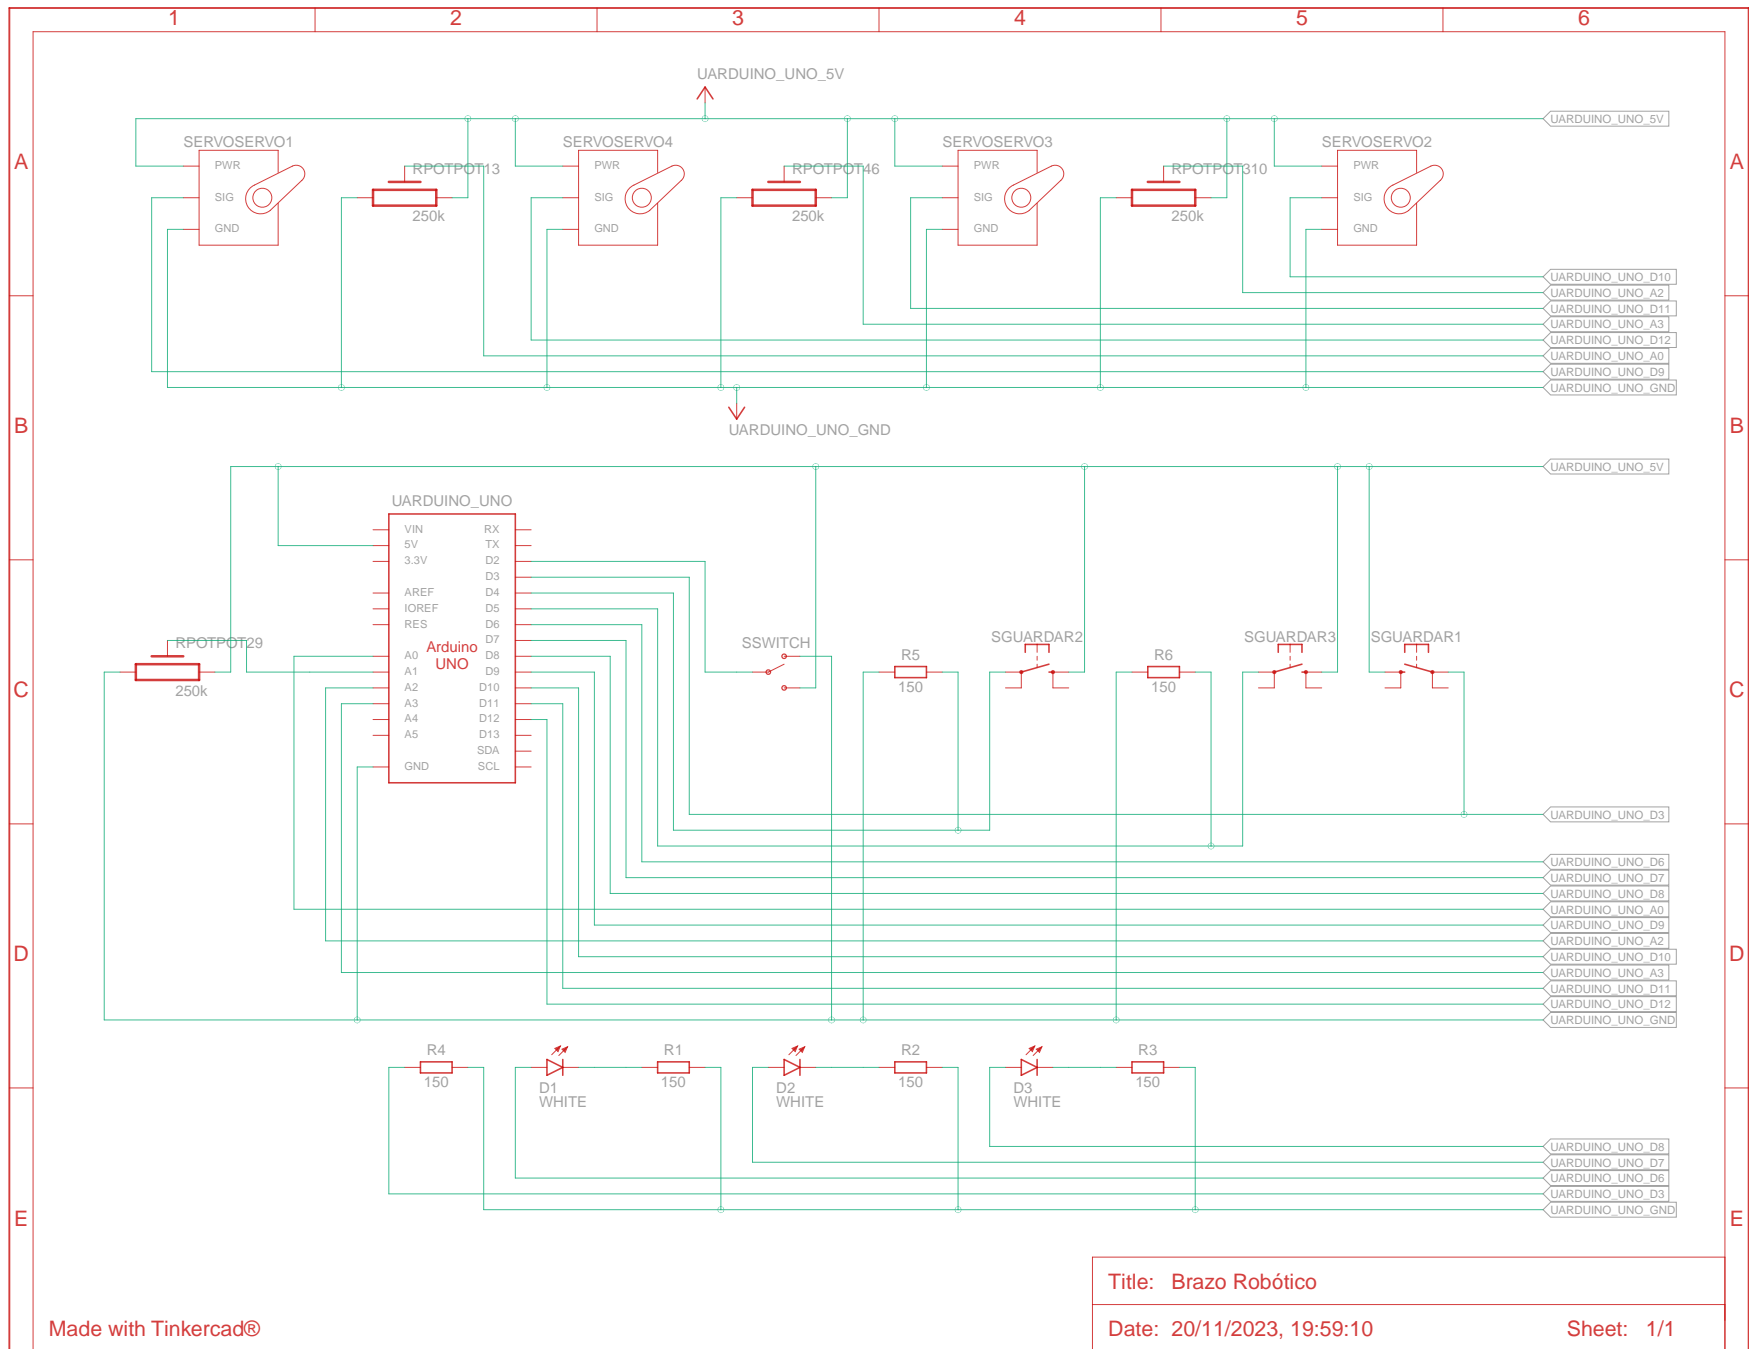 1 2 3 4 5 6
UARDUINO_UNO_5V
UARDUINO_UNO_5V
A A
SERVOSERVO1 SERVOSERVO4 SERVOSERVO3 SERVOSERVO2
PWR PWR PWR PWR
RPOTPOT13 RPOTPOT46 RPOTPOT310
SIG SIG SIG SIG
250k 250k 250k
GND GND GND GND
UARDUINO_UNO_D10
UARDUINO_UNO_A2
UARDUINO_UNO_D11
UARDUINO_UNO_A3
UARDUINO_UNO_D12
UARDUINO_UNO_A0
UARDUINO_UNO_D9
UARDUINO_UNO_GND
B B
UARDUINO_UNO_GND
UARDUINO_UNO_5V
UARDUINO_UNO
VIN RX
5V TX
3.3V D2
D3
AREF D4
IOREF D5
RES D6
D7
Arduino
UNO
A0 D8
A1 D9
A2 D10
A3 D11
A4 D12
A5 D13
SDA
GND SCL
RPOTPOT29
250k
SSWITCH
R5
150
SGUARDAR2
R6
150
SGUARDAR3
SGUARDAR1
C C
UARDUINO_UNO_D3
UARDUINO_UNO_D6
UARDUINO_UNO_D7
UARDUINO_UNO_D8
UARDUINO_UNO_A0
UARDUINO_UNO_D9
UARDUINO_UNO_A2
UARDUINO_UNO_D10
UARDUINO_UNO_A3
UARDUINO_UNO_D11
UARDUINO_UNO_D12
UARDUINO_UNO_GND
D D
R4
150
D1
WHITE
R1
150
D2
WHITE
R2
150
D3
WHITE
R3
150
UARDUINO_UNO_D8
UARDUINO_UNO_D7
UARDUINO_UNO_D6
UARDUINO_UNO_D3
UARDUINO_UNO_GND
E E
Title: Brazo Robótico
Made with Tinkercad®
Date: 20/11/2023, 19:59:10 Sheet: 1/1